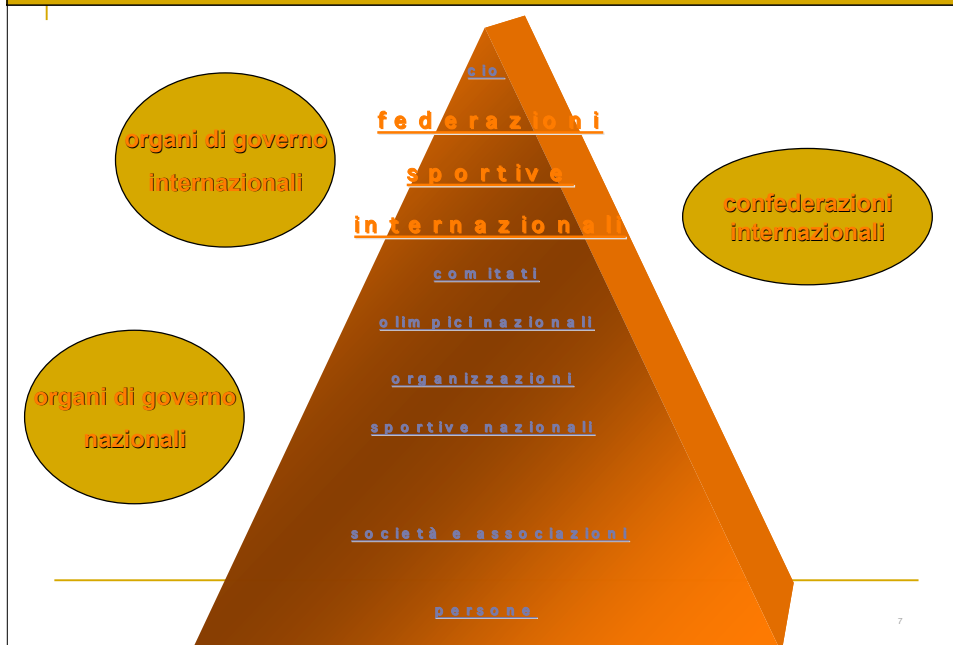 cio
federazioni
sportive
internazionali
comitati
olimpici nazionali
organizzazioni
sportive nazionali
società e associazioni
persone
organi di governo
internazionali
confederazioni
internazionali
organi di governo
nazionali
7